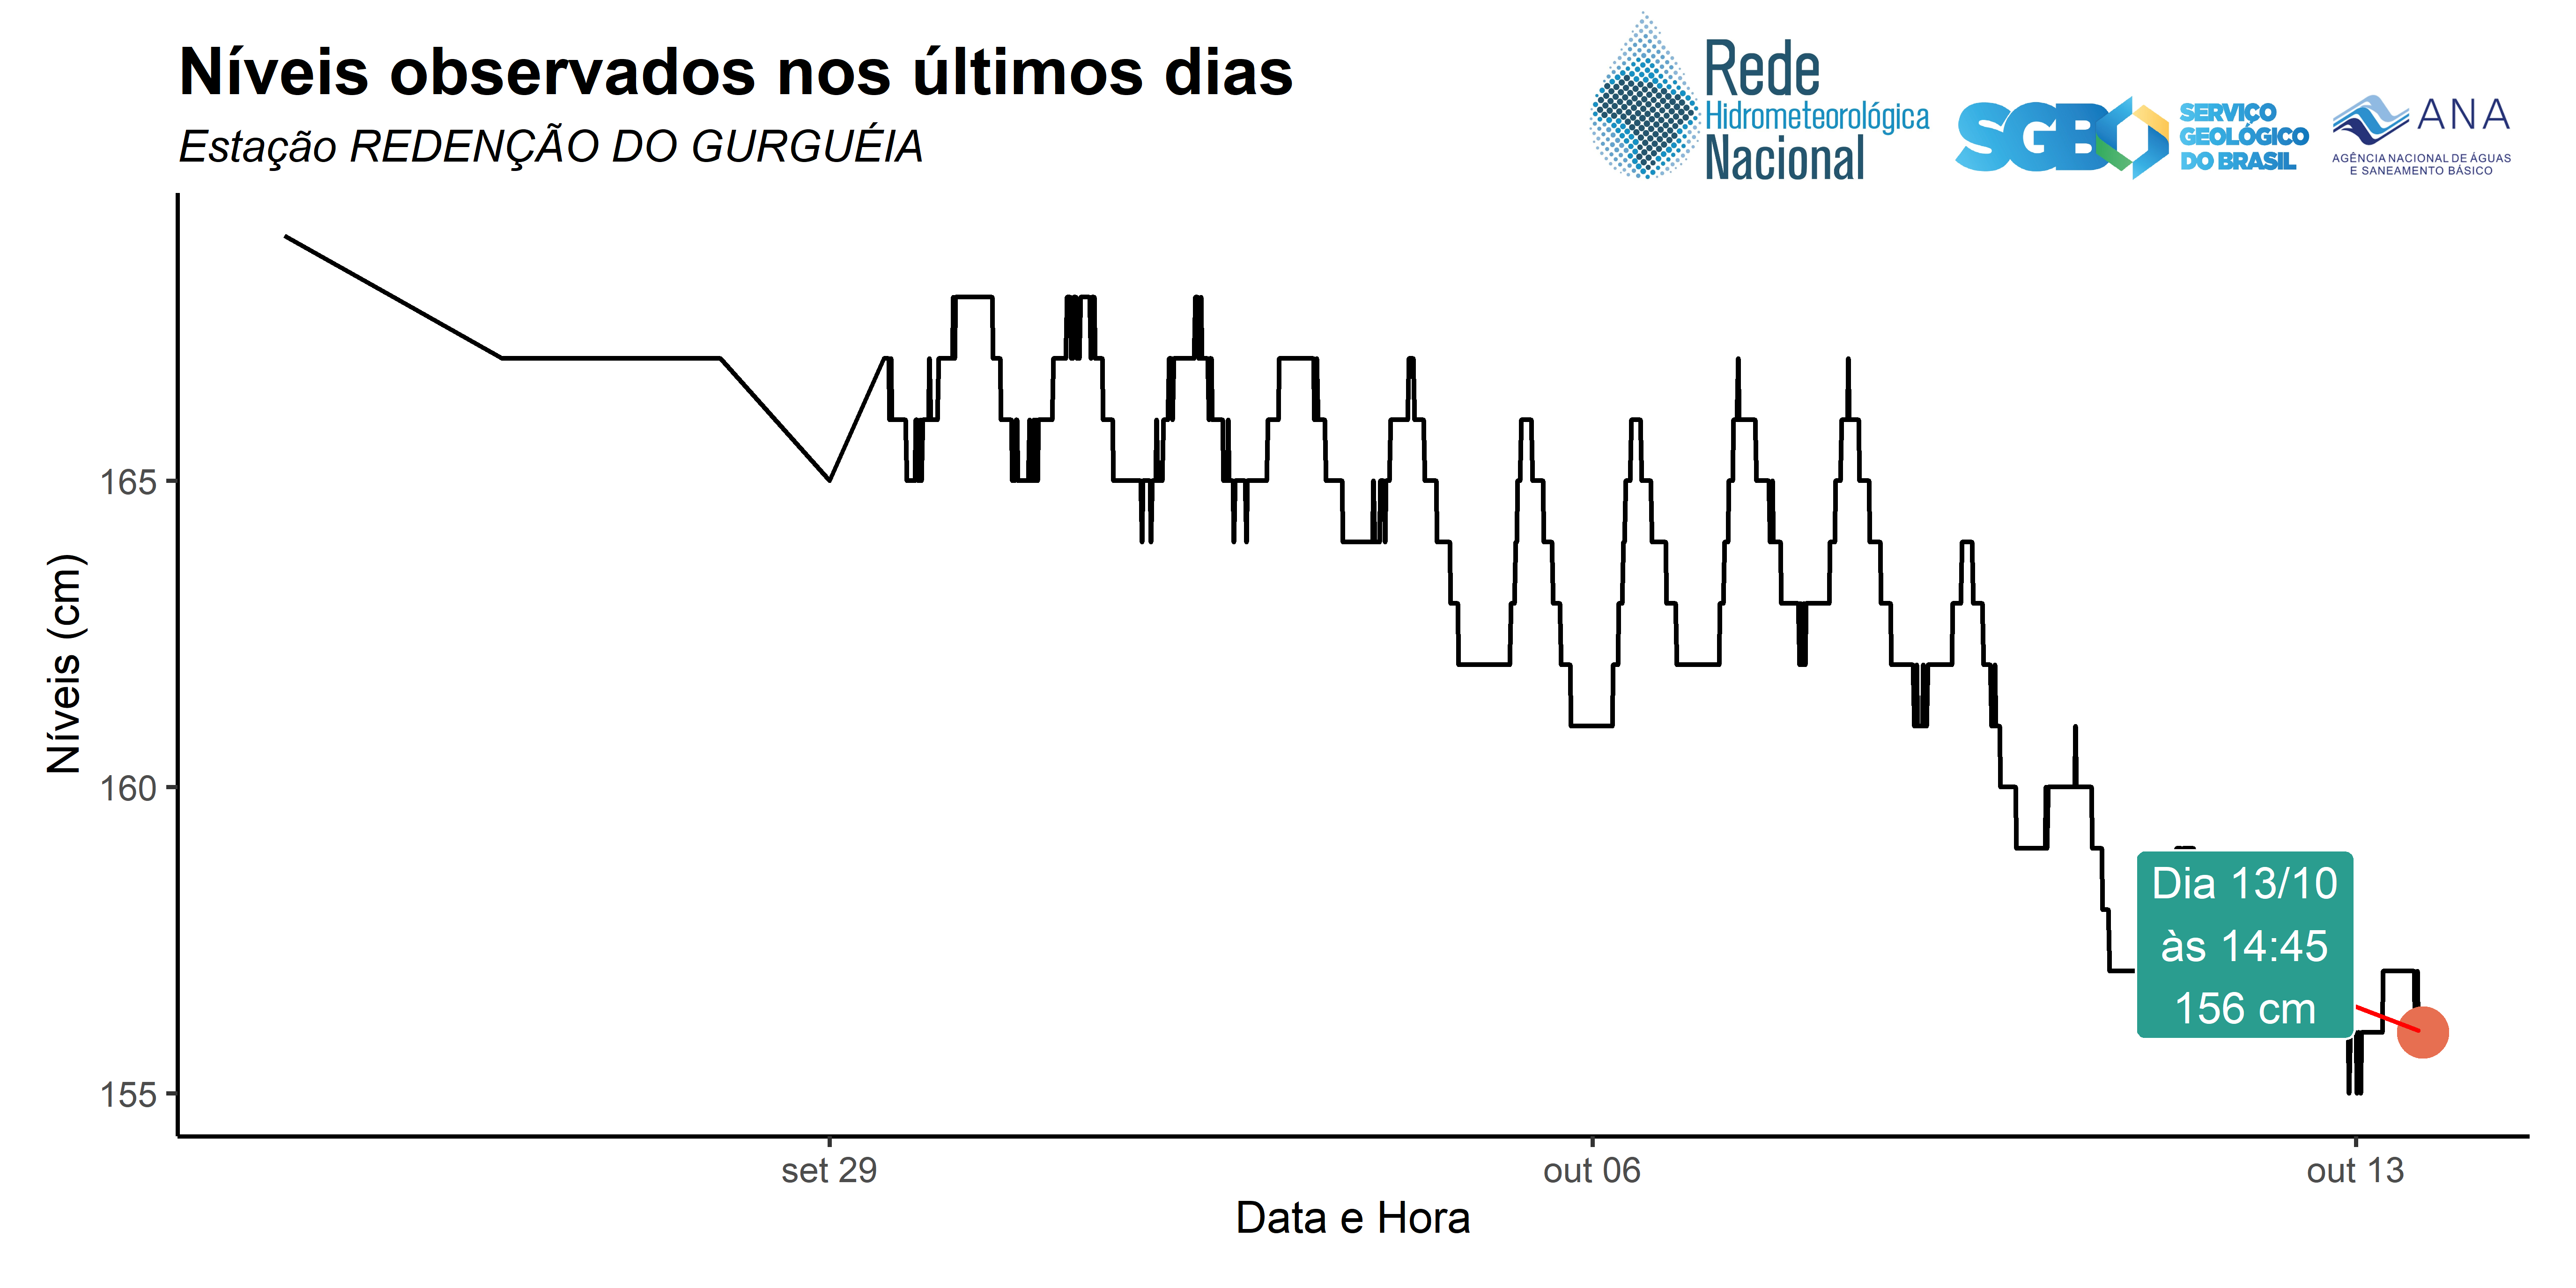 Níveis observados nos últimos dias
Estação REDENÇÃO DO GURGUÉIA
Rede
Hidrometeorológica
Nacional
SGB
SERVIÇO
GEOLÓGICO
DO BRASIL
ANA
AGÊNCIA NACIONAL DE ÁGUAS
E SANEAMENTO BÁSICO
Níveis (cm)
165
160
155
Dia 13/10
às 14:45
156 cm
set 29
out 06
out 13
Data e Hora